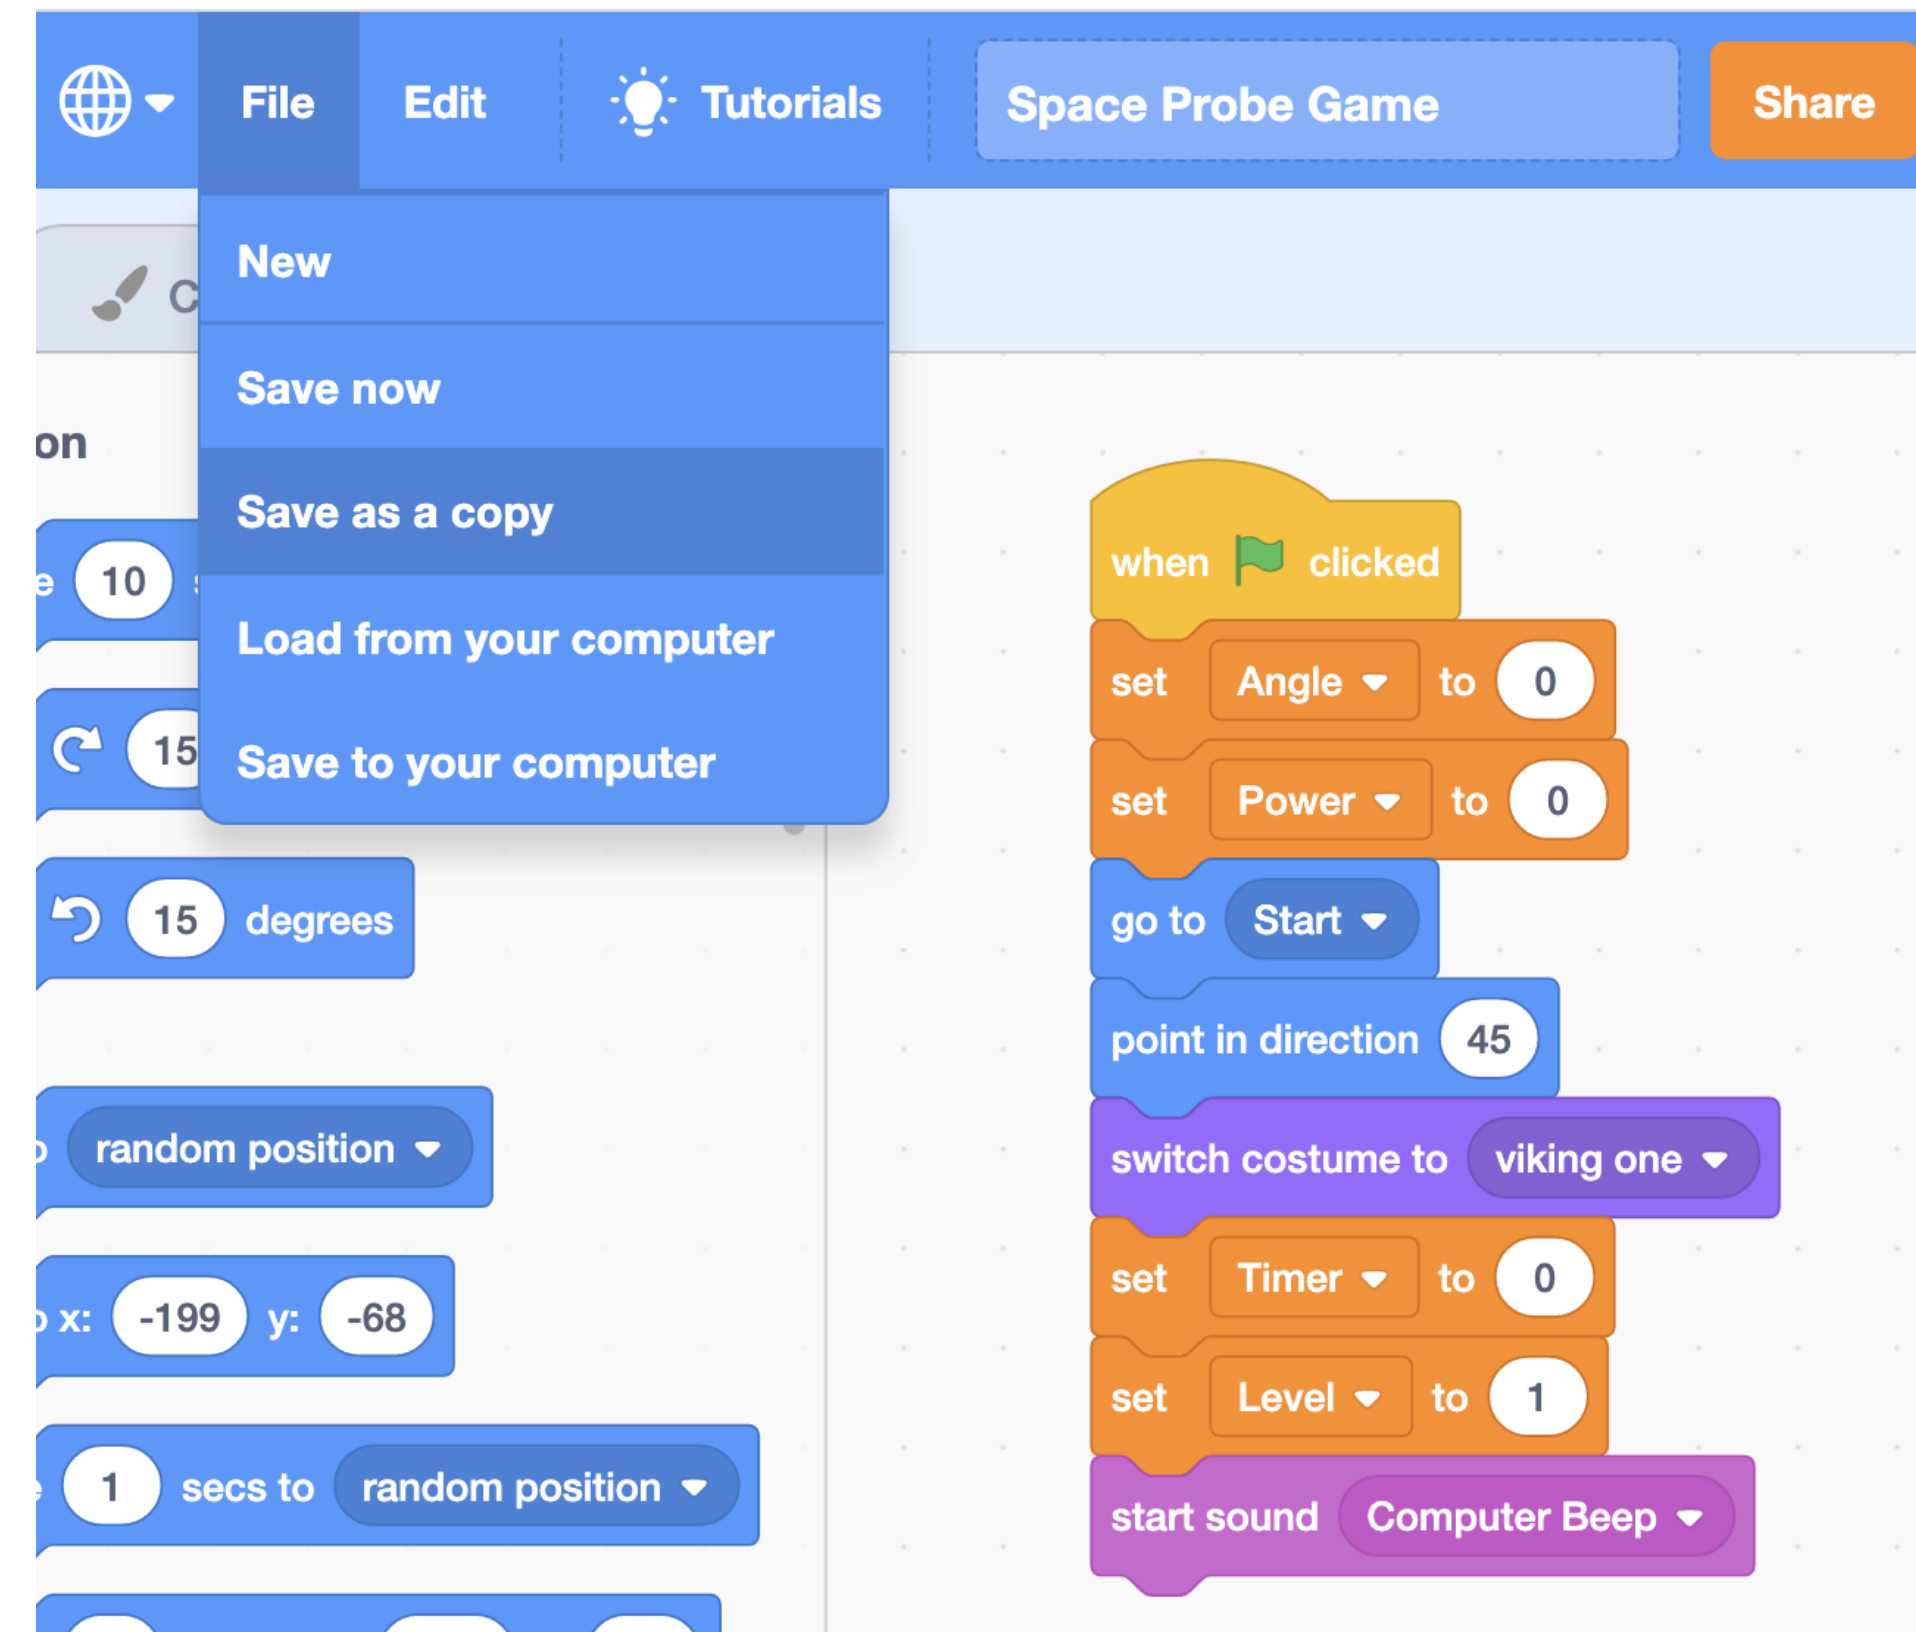 File Edit Tutorials Space Probe Game Share
New
Save now
Save as a copy
Load from your computer
Save to your computer
on
10
15
15 degrees
random position
x: -199 y: -68
1 secs to random position
when clicked
set Angle to 0
set Power to 0
go to Start
point in direction 45
switch costume to viking one
set Timer to 0
set Level to 1
start sound Computer Beep